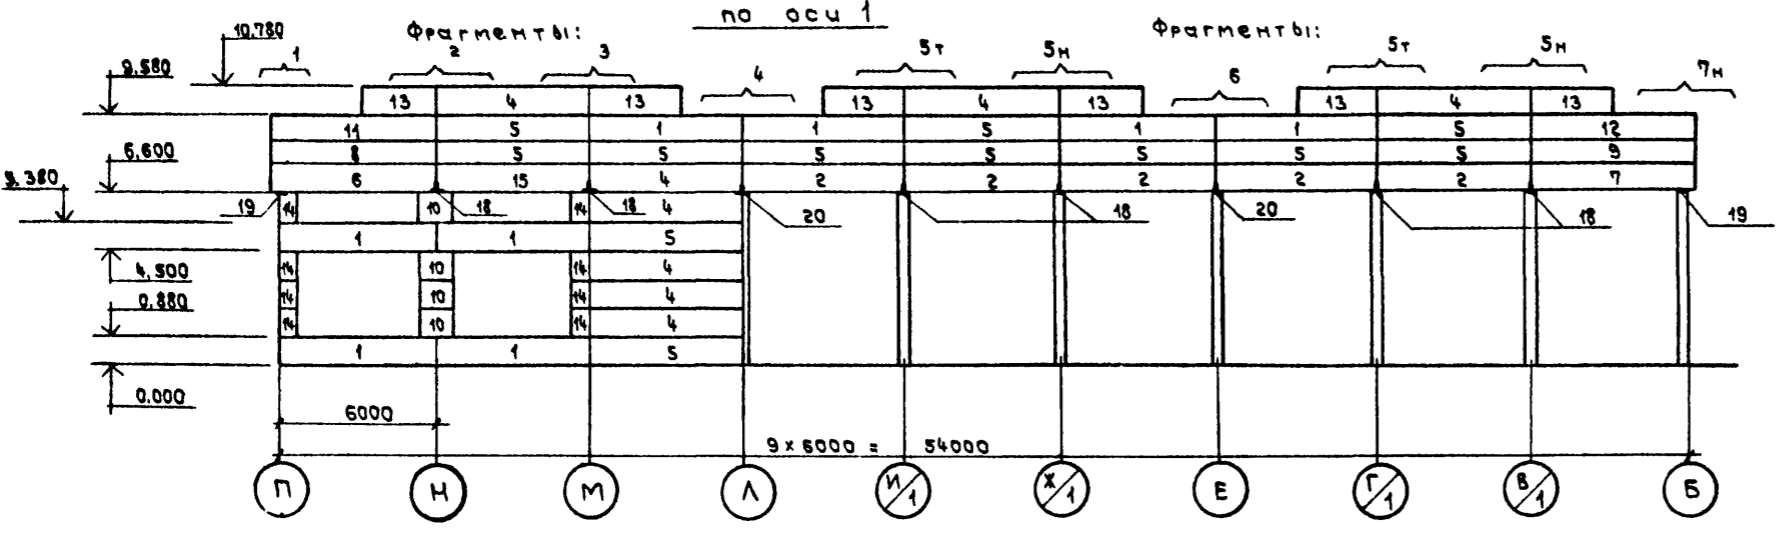 по оси 1
Фрагменты: Фрагменты:
10.780
9.580
6.600
9.380
4.500
0.880
0.000
1 2 3 4 5т 5н 6 5т 5н 7н
13 4 13 13 4 13 13 4 13
11 5 1 1 5 1 1 5 12
8 5 5 5 5 5 5 5 9
6 15 4 2 2 2 2 2 7
19 14 10 18 14 18 4 20 18 20 18 19
1 1 5
14 10 14 4
14 10 14 4
14 10 14 4
1 1 5
6000
9 x 6000 = 54000
П Н М Л И/1 Ж/1 Е Г/1 В/1 Б